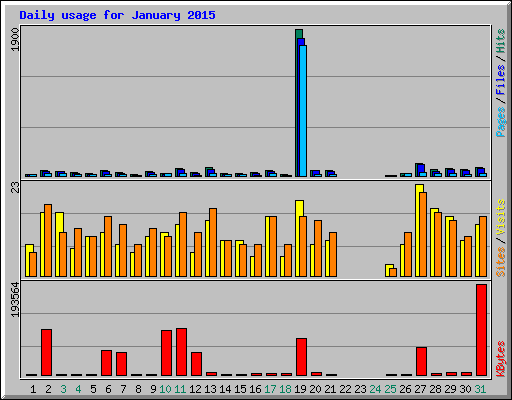 Daily usage for January 2015
1900
Pages / Files / Hits
23
Sites / Visits
193564
KBytes
1 2 3 4 5 6 7 8 9 10 11 12 13 14 15 16 17 18 19 20 21 22 23 24 25 26 27 28 29 30 31